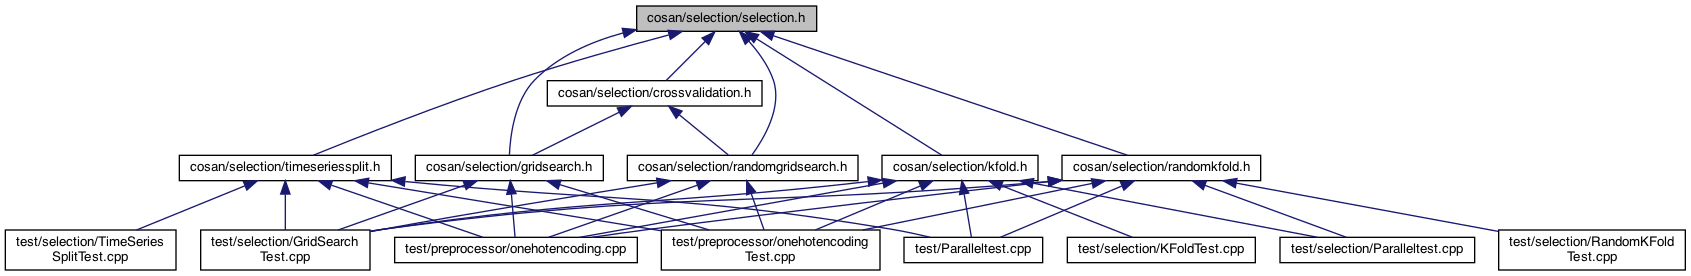 cosan/selection/selection.h
cosan/selection/crossvalidation.h
cosan/selection/timeseriessplit.h
cosan/selection/gridsearch.h
cosan/selection/randomgridsearch.h
cosan/selection/kfold.h
cosan/selection/randomkfold.h
test/selection/TimeSeries
SplitTest.cpp
test/selection/GridSearch
Test.cpp
test/preprocessor/onehotencoding.cpp
test/preprocessor/onehotencoding
Test.cpp
test/Paralleltest.cpp
test/selection/KFoldTest.cpp
test/selection/Paralleltest.cpp
test/selection/RandomKFold
Test.cpp